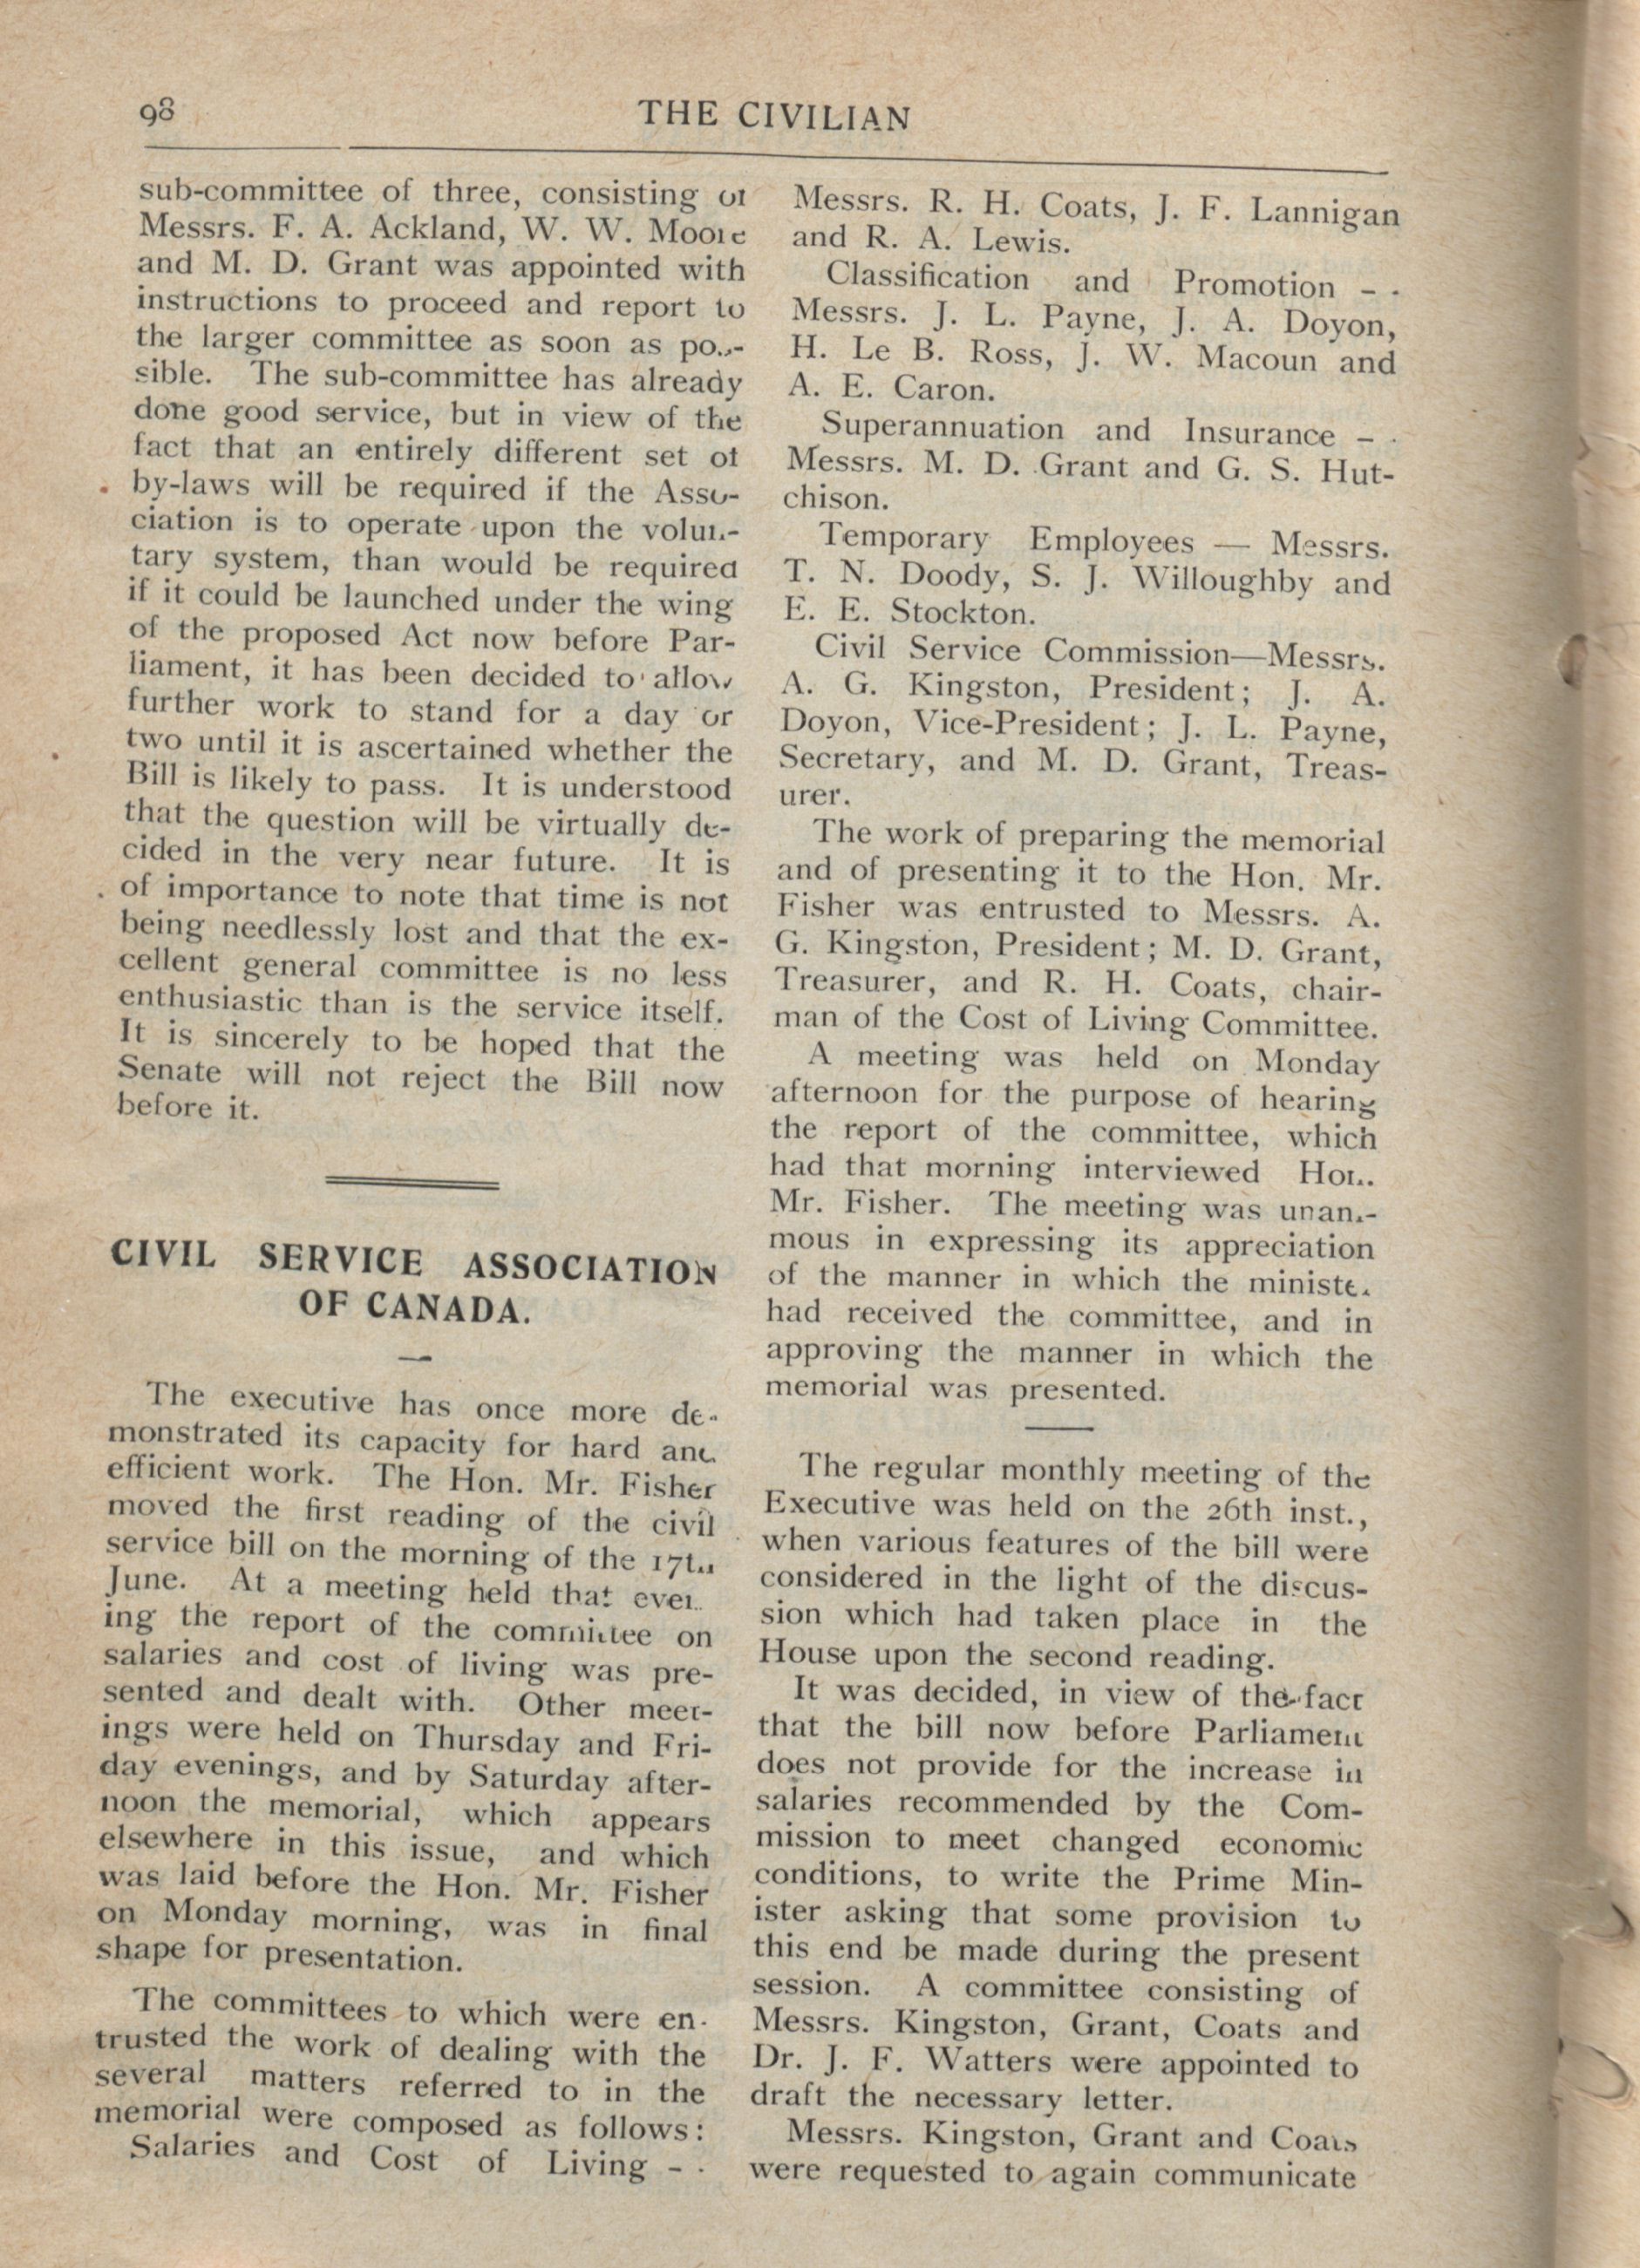 98
THE CIVILIAN
sub-committee of three, consisting of
Messrs. F. A. Ackland, W. W. Moore
and M. D. Grant was appointed with
instructions to proceed and report to
the larger committee as soon as pos-
sible. The sub-committee has already
done good service, but in view of the
fact that an entirely different set of
by-laws will be required if the Asso-
ciation is to operate upon the volun-
tary system, than would be required
if it could be launched under the wing
of the proposed Act now before Par-
liament, it has been decided to allow
further work to stand for a day or
two until it is ascertained whether the
Bill is likely to pass. It is understood
that the question will be virtually de-
cided in the very near future. It is
of importance to note that time is not
being needlessly lost and that the ex-
cellent general committee is no less
enthusiastic than is the service itself.
It is sincerely to be hoped that the
Senate will not reject the Bill now
before it.
CIVIL SERVICE ASSOCIATION
OF CANADA.
The executive has once more de-
monstrated its capacity for hard and
efficient work. The Hon. Mr. Fisher
moved the first reading of the civil
service bill on the morning of the 17th
June. At a meeting held that even-
ing the report of the committee on
salaries and cost of living was pre-
sented and dealt with. Other meet-
ings were held on Thursday and Fri-
day evenings, and by Saturday after-
noon the memorial, which appears
elsewhere in this issue, and which
was laid before the Hon. Mr. Fisher
on Monday morning, was in final
shape for presentation.
The committees to which were en-
trusted the work of dealing with the
several matters referred to in the
memorial were composed as follows:
Salaries and Cost of Living —
Messrs. R. H. Coats, J. F. Lannigan
and R. A. Lewis.
Classification and Promotion —
Messrs. J. L. Payne, J. A. Doyon,
H. Le B. Ross, J. W. Macoun and
A. E. Caron.
Superannuation and Insurance —
Messrs. M. D. Grant and G. S. Hut-
chison.
Temporary Employees — Messrs.
T. N. Doody, S. J. Willoughby and
E. E. Stockton.
Civil Service Commission—Messrs.
A. G. Kingston, President; J. A.
Doyon, Vice-President; J. L. Payne,
Secretary, and M. D. Grant, Treas-
urer.
The work of preparing the memorial
and of presenting it to the Hon. Mr.
Fisher was entrusted to Messrs. A.
G. Kingston, President; M. D. Grant,
Treasurer, and R. H. Coats, chair-
man of the Cost of Living Committee.
A meeting was held on Monday
afternoon for the purpose of hearing
the report of the committee, which
had that morning interviewed Hon.
Mr. Fisher. The meeting was unani-
mous in expressing its appreciation
of the manner in which the minister
had received the committee, and in
approving the manner in which the
memorial was presented.
The regular monthly meeting of the
Executive was held on the 26th inst.,
when various features of the bill were
considered in the light of the discus-
sion which had taken place in the
House upon the second reading.
It was decided, in view of the fact
that the bill now before Parliament
does not provide for the increase in
salaries recommended by the Com-
mission to meet changed economic
conditions, to write the Prime Min-
ister asking that some provision to
this end be made during the present
session. A committee consisting of
Messrs. Kingston, Grant, Coats and
Dr. J. F. Watters were appointed to
draft the necessary letter.
Messrs. Kingston, Grant and Coats
were requested to again communicate